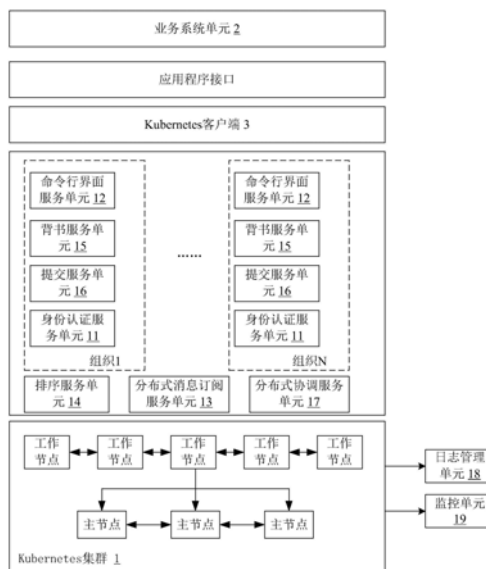 业务系统单元 2
应用程序接口
Kubernetes客户端 3
命令行界面
服务单元 12
背书服务单
元 15
提交服务单
元 16
身份认证服
务单元 11
组织1
……
命令行界面
服务单元 12
背书服务单
元 15
提交服务单
元 16
身份认证服
务单元 11
组织N
排序服务单
元 14
分布式消息订阅
服务单元 13
分布式协调服务
单元 17
工作
节点
工作
节点
工作
节点
工作
节点
工作
节点
主节点
主节点
主节点
Kubernetes集群 1
日志管理
单元 18
监控单元
19